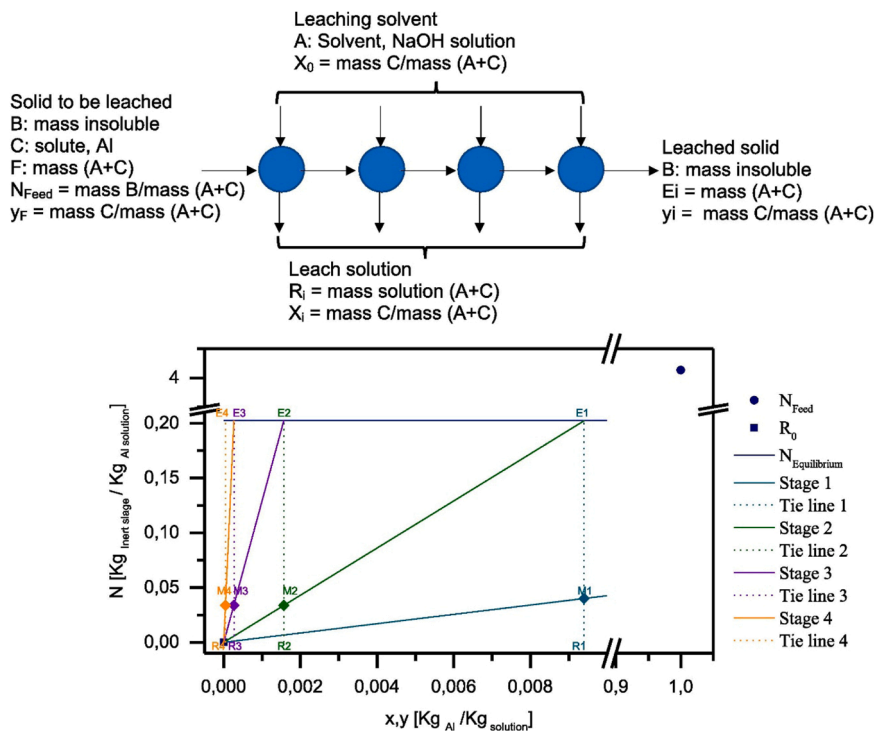 Leaching solvent
A: Solvent, NaOH solution
X₀ = mass C/mass (A+C)
Solid to be leached
B: mass insoluble
C: solute, Al
F: mass (A+C)
N_Feed = mass B/mass (A+C)
y_F = mass C/mass (A+C)
Leached solid
B: mass insoluble
Ei = mass (A+C)
yi = mass C/mass (A+C)
Leach solution
R_i = mass solution (A+C)
X_i = mass C/mass (A+C)
N [Kg Inert slage / Kg Al solution]
4
0,20
0,15
0,10
0,05
0,00
E4 E3 E2 E1
M4 M3 M2 M1
R4 R3 R2 R1
0,000 0,002 0,004 0,006 0,008 0,9 1,0
x,y [Kg Al /Kg solution]
N_Feed
R₀
N_Equilibrium
Stage 1
Tie line 1
Stage 2
Tie line 2
Stage 3
Tie line 3
Stage 4
Tie line 4